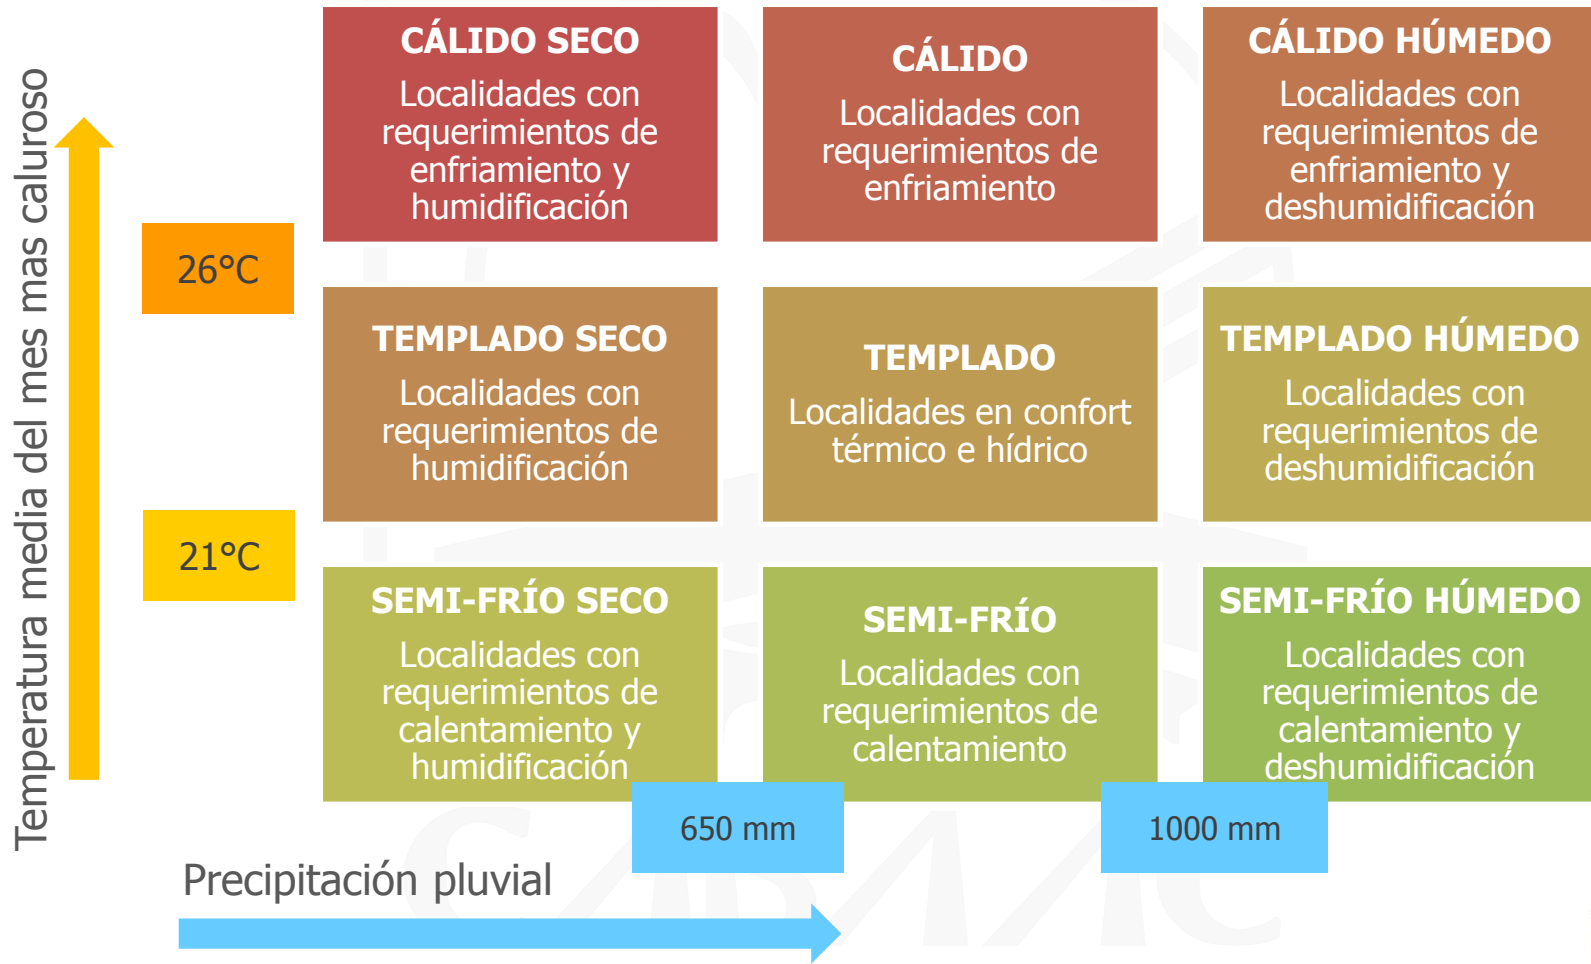 Temperatura media del mes mas caluroso
CÁLIDO SECO
Localidades con
requerimientos de
enfriamiento y
humidificación
CÁLIDO
Localidades con
requerimientos de
enfriamiento
CÁLIDO HÚMEDO
Localidades con
requerimientos de
enfriamiento y
deshumidificación
26°C
TEMPLADO SECO
Localidades con
requerimientos de
humidificación
TEMPLADO
Localidades en confort
térmico e hídrico
TEMPLADO HÚMEDO
Localidades con
requerimientos de
deshumidificación
21°C
SEMI-FRÍO SECO
Localidades con
requerimientos de
calentamiento y
humidificación
SEMI-FRÍO
Localidades con
requerimientos de
calentamiento
SEMI-FRÍO HÚMEDO
Localidades con
requerimientos de
calentamiento y
deshumidificación
650 mm
1000 mm
Precipitación pluvial